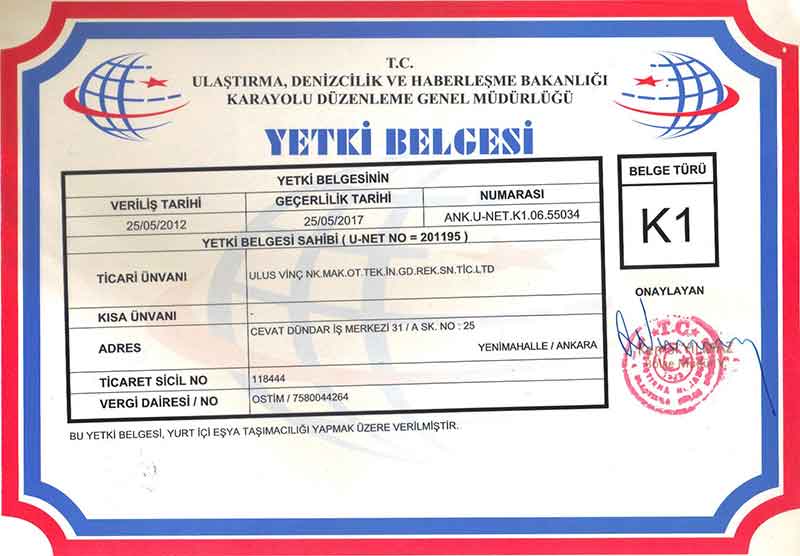 T.C.
ULAŞTIRMA, DENİZCİLİK VE HABERLEŞME BAKANLIĞI
KARAYOLU DÜZENLEME GENEL MÜDÜRLÜĞÜ
YETKİ BELGESİ
YETKİ BELGESİNİN
VERİLİŞ TARİHİ GEÇERLİLİK TARİHİ NUMARASI
25/05/2012 25/05/2017 ANK.U-NET.K1.06.55034
YETKİ BELGESİ SAHİBİ ( U-NET NO = 201195 )
TİCARİ ÜNVANI ULUS VİNÇ NK.MAK.OT.TEK.İN.GD.REK.SN.TİC.LTD
KISA ÜNVANI -
ADRES CEVAT DÜNDAR İŞ MERKEZİ 31 / A SK. NO : 25
YENİMAHALLE / ANKARA
TİCARET SİCİL NO 118444
VERGİ DAİRESI / NO OSTİM / 7580044264
BU YETKİ BELGESİ, YURT İÇİ EŞYA TAŞIMACILIĞI YAPMAK ÜZERE VERİLMİŞTİR.
BELGE TÜRÜ
K1
ONAYLAYAN
T.C.